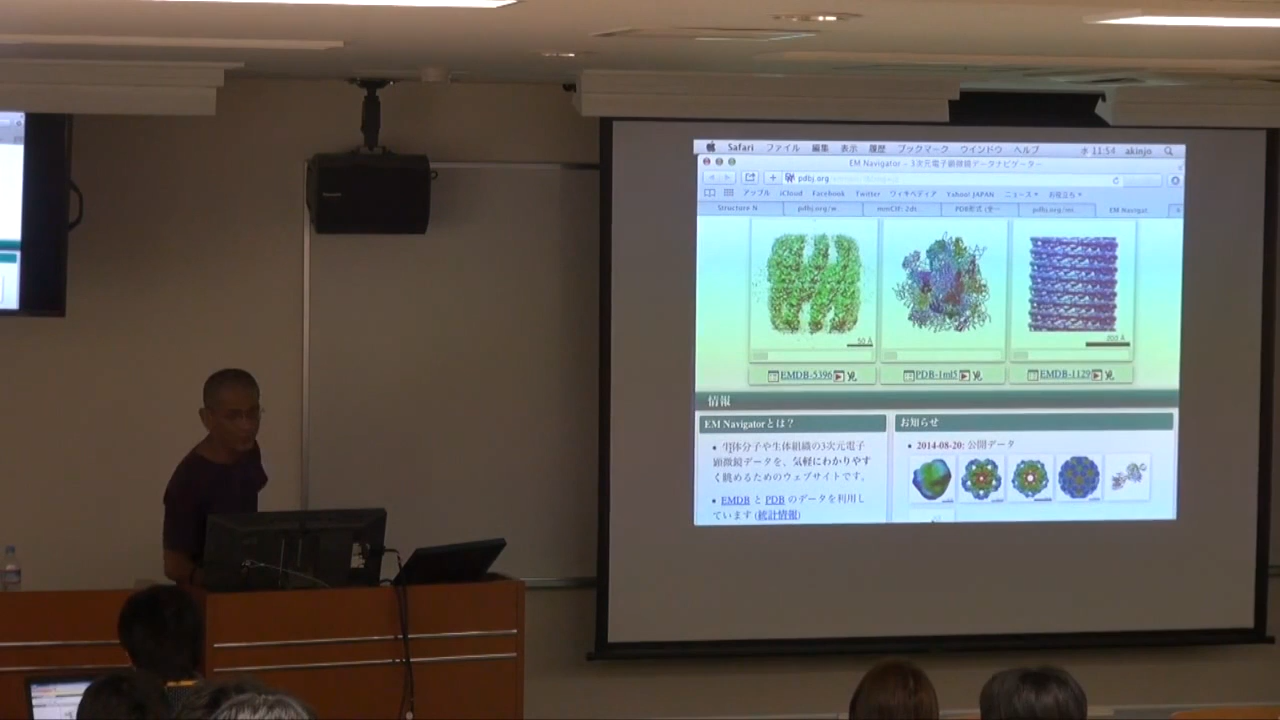 Safari ファイル 編集 表示 履歴 ブックマーク ウインドウ ヘルプ 水 11:54 akinjo
EM Navigator - 3次元電子顕微鏡データナビゲーター
pdbj.org
アップル iCloud Facebook Twitter ウィキペディア Yahoo! JAPAN ニュース お役立ち
Structure N pdbj.org/w mmCIF: 2dt PDB形式 EM Navigat
50 Å
203 Å
EMDB-5396 PDB-1ml5 EMDB-1129
情報
EM Navigatorとは？
• 生体分子や生体組織の3次元電子
顕微鏡データを、気軽にわかりやす
く眺めるためのウェブサイトです。
• EMDB と PDB のデータを利用し
ています (統計情報)
お知らせ
• 2014-08-20: 公開データ